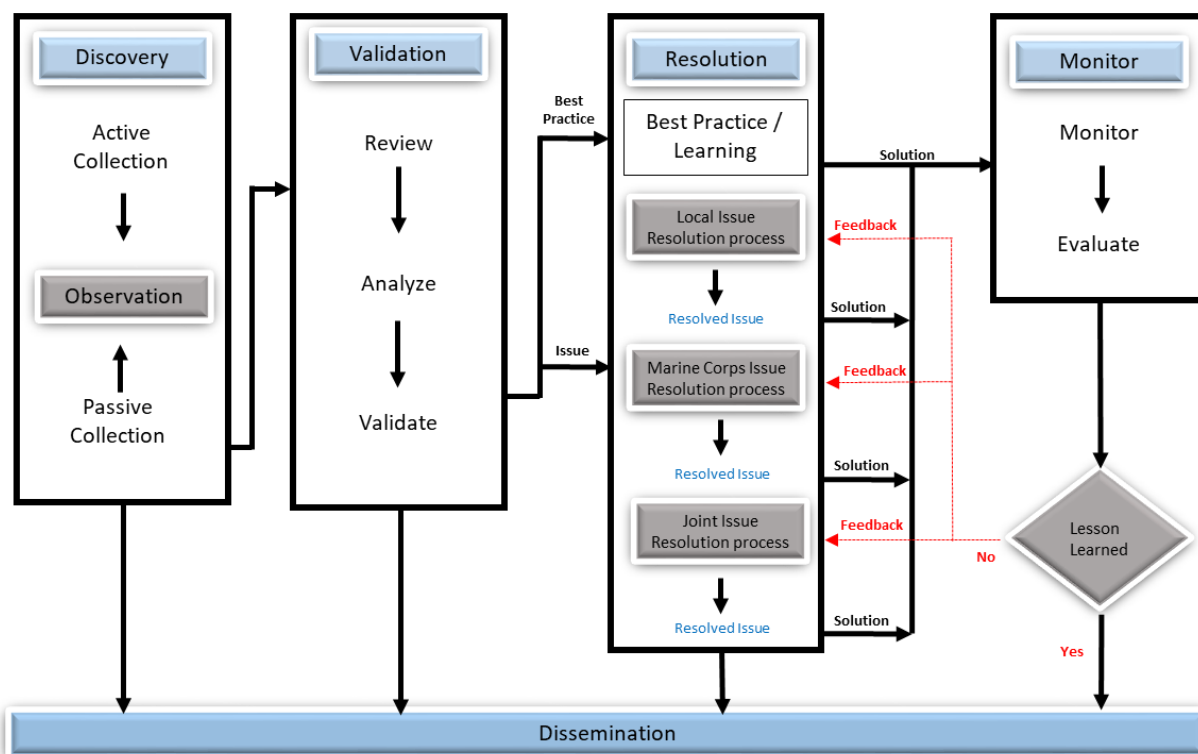 Discovery
Active
Collection
Observation
Passive
Collection
Validation
Review
Analyze
Validate
Best
Practice
Issue
Resolution
Best Practice /
Learning
Local Issue
Resolution process
Resolved Issue
Marine Corps Issue
Resolution process
Resolved Issue
Joint Issue
Resolution process
Resolved Issue
Solution
Feedback
Solution
Feedback
Solution
Feedback
Solution
Monitor
Monitor
Evaluate
Lesson
Learned
No
Yes
Dissemination